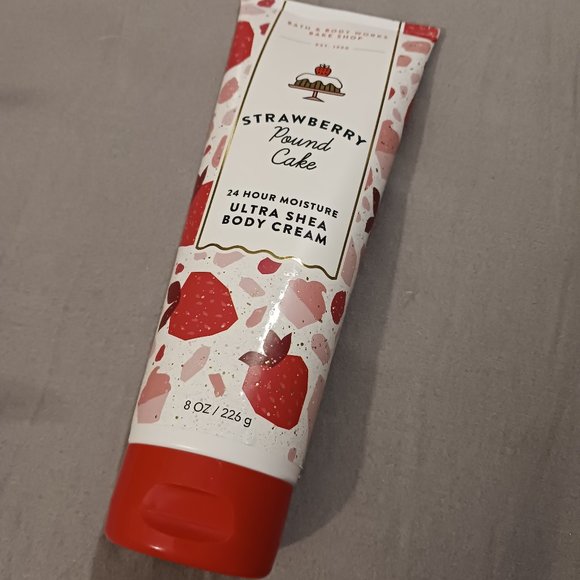 BATH & BODY WORKS
BAKE SHOP
EST. 1990
STRAWBERRY
Pound
Cake
24 HOUR MOISTURE
ULTRA SHEA
BODY CREAM
8 OZ / 226 g